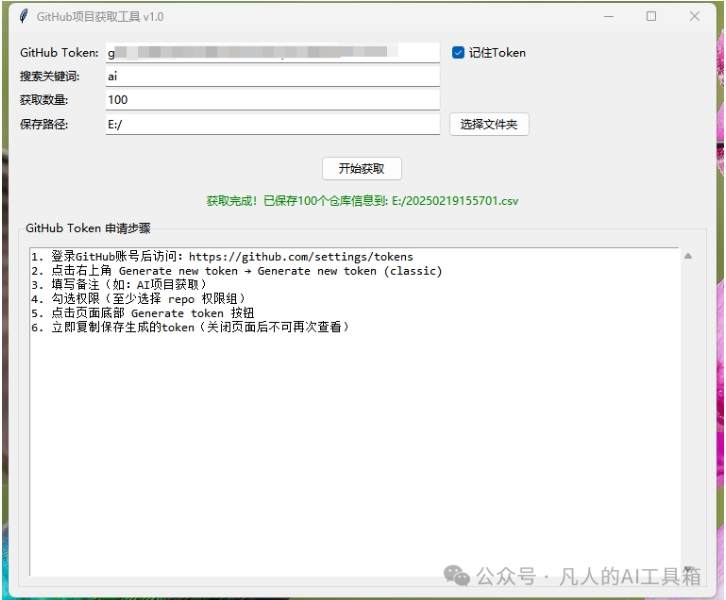 GitHub项目获取工具 v1.0
GitHub Token: g
记住Token
搜索关键词: ai
获取数量: 100
保存路径: E:/
选择文件夹
开始获取
获取完成！已保存100个仓库信息到: E:/20250219155701.csv
GitHub Token 申请步骤
1. 登录GitHub账号后访问：https://github.com/settings/tokens
2. 点击右上角 Generate new token → Generate new token (classic)
3. 填写备注（如：AI项目获取）
4. 勾选权限（至少选择 repo 权限组）
5. 点击页面底部 Generate token 按钮
6. 立即复制保存生成的token（关闭页面后不可再次查看）
公众号 · 凡人的AI工具箱